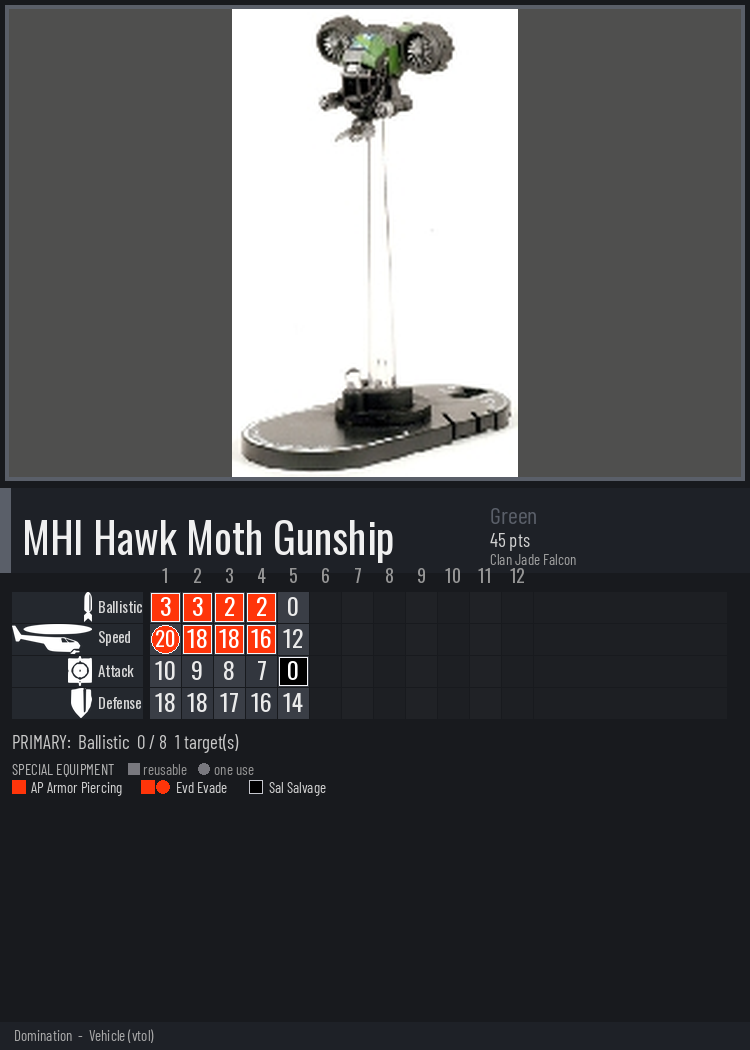 MHI Hawk Moth Gunship
Green
45 pts
Clan Jade Falcon
1 2 3 4 5 6 7 8 9 10 11 12
Ballistic 3 3 2 2 0
Speed 20 18 18 16 12
Attack 10 9 8 7 0
Defense 18 18 17 16 14
PRIMARY: Ballistic 0 / 8 1 target(s)
SPECIAL EQUIPMENT reusable one use
AP Armor Piercing Evd Evade Sal Salvage
Domination - Vehicle (vtol)